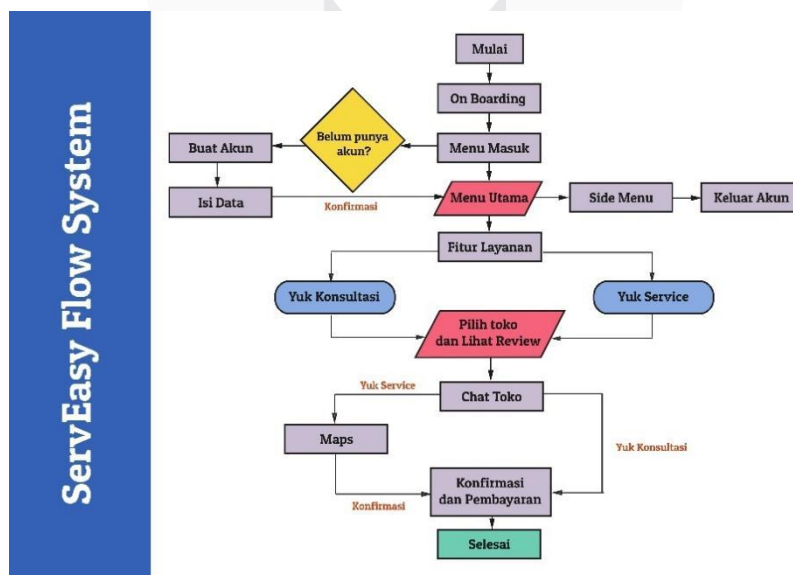 ServEasy Flow System
Mulai
On Boarding
Belum punya
akun?
Buat Akun
Menu Masuk
Isi Data
Konfirmasi
Menu Utama
Side Menu
Keluar Akun
Fitur Layanan
Yuk Konsultasi
Yuk Service
Pilih toko
dan Lihat Review
Yuk Service
Chat Toko
Maps
Yuk Konsultasi
Konfirmasi
Konfirmasi
dan Pembayaran
Selesai